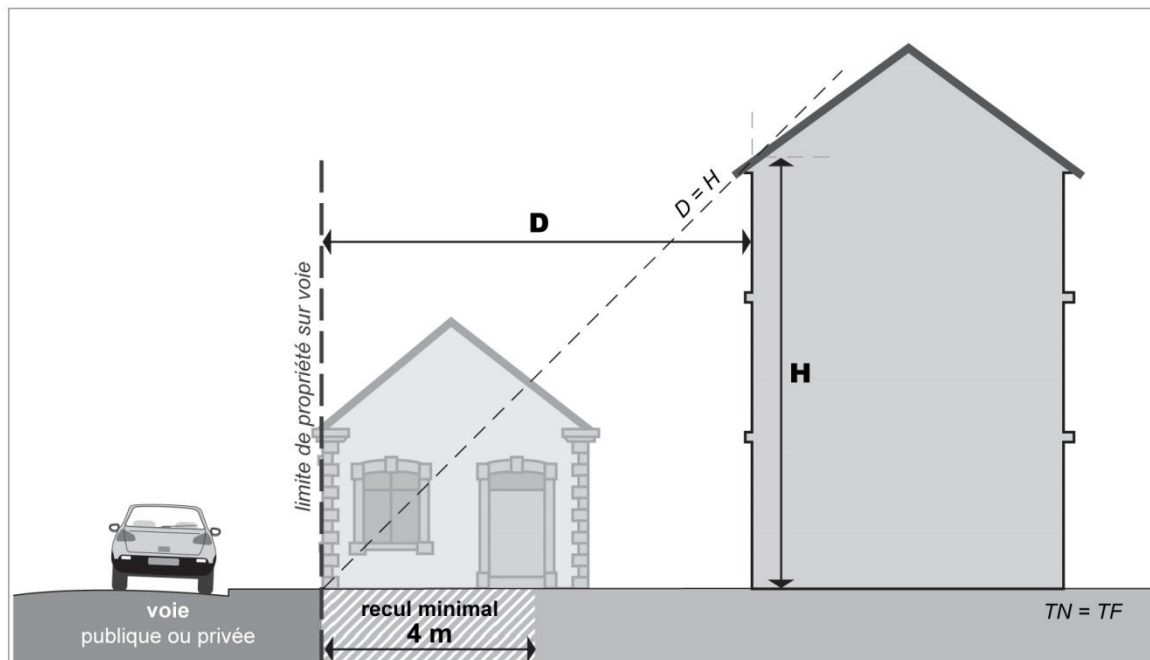 D = H
D
limite de propriété sur voie
H
voie
publique ou privée
recul minimal
4 m
TN = TF